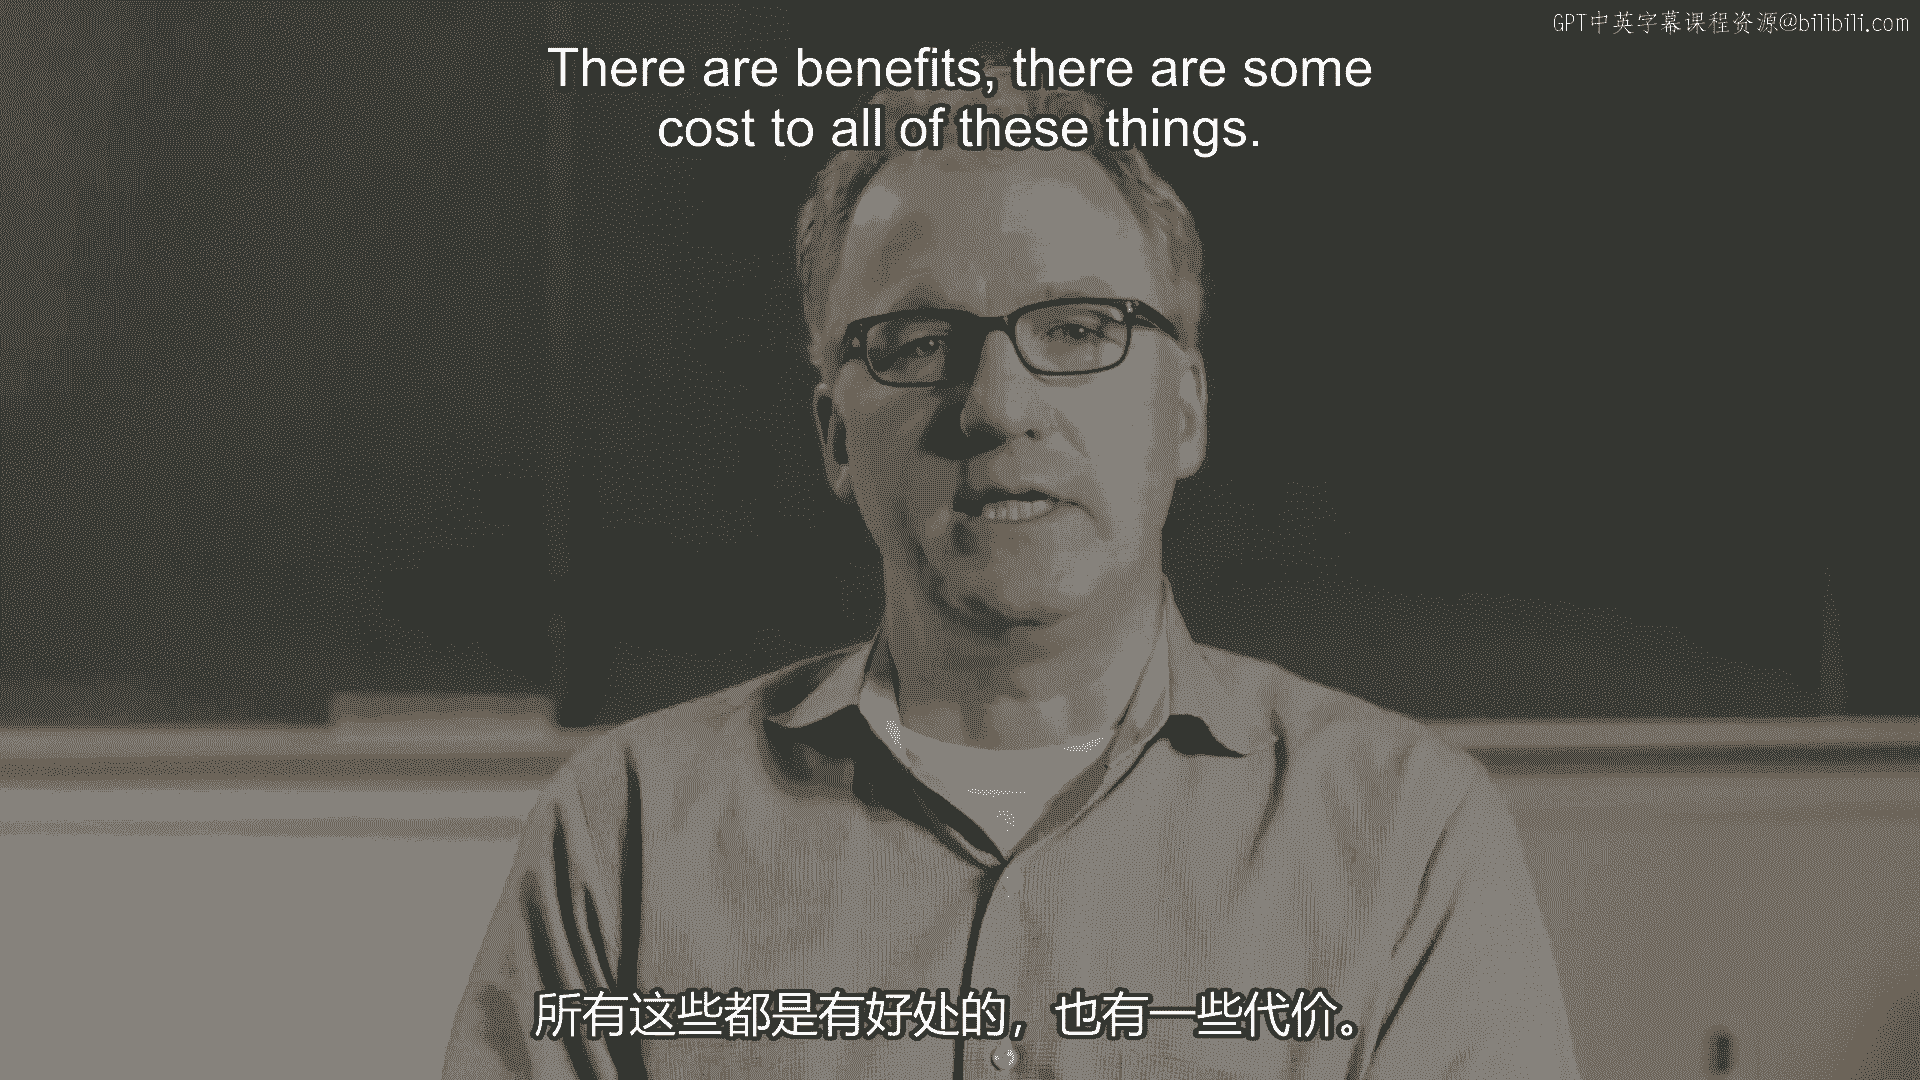 GPT中英字幕课程资源@bilibili.com
There are benefits, there are some
cost to all of these things.
所有这些都是有好处的，也有一些代价。